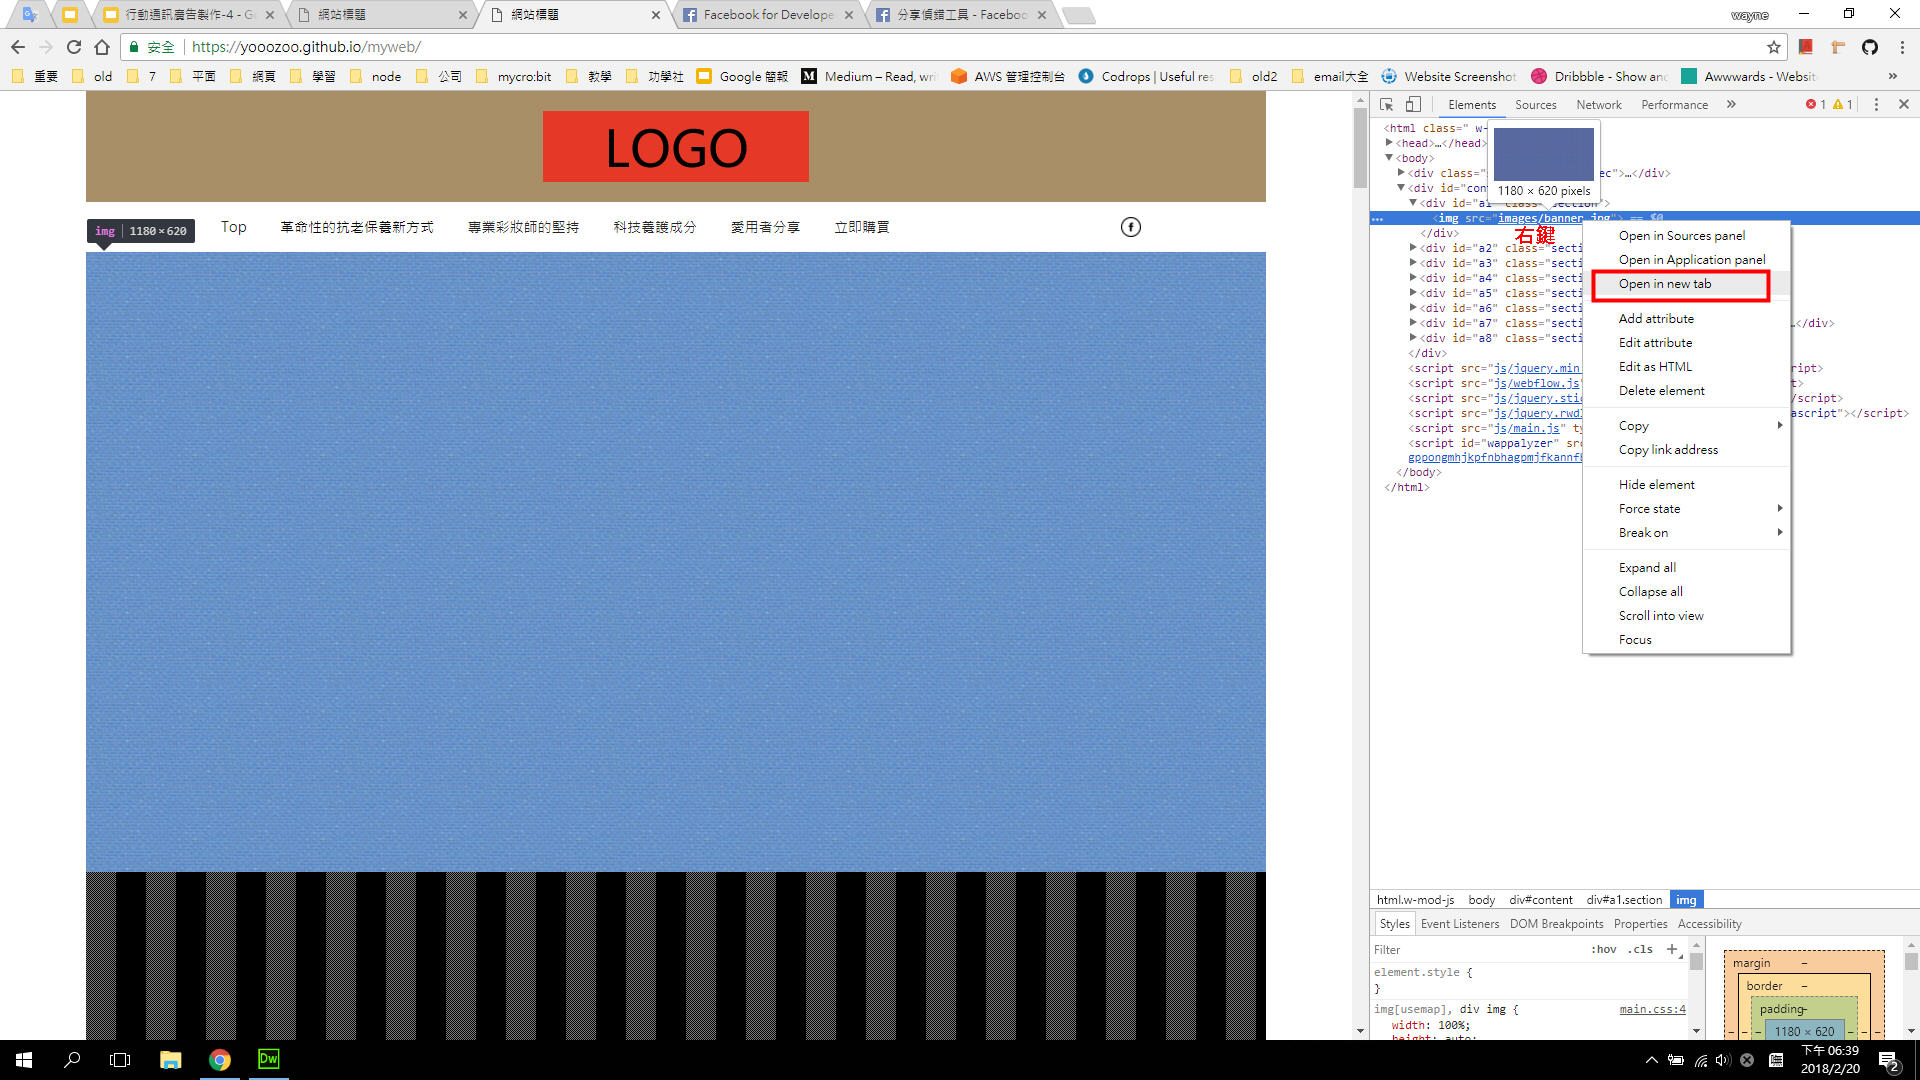 行動通訊廣告製作-4 - Go
網站標題
網站標題
Facebook for Develope
分享偵錯工具 - Faceboo
wayne
安全 https://yooozoo.github.io/myweb/
重要 old 7 平面 網頁 學習 node 公司 mycro:bit 教學 功學社 Google 簡報 Medium – Read, wri AWS 管理控制台 Codrops | Useful res old2 email大全 Website Screenshot Dribbble - Show and Awwwards - Websit »
LOGO
img 1180×620
Top 革命性的抗老保養新方式 專業彩妝師的堅持 科技養護成分 愛用者分享 立即購買
Elements Sources Network Performance » 1 1
<html class=" w-
<head>…</head>
<body>
<div class= ec">…</div>
1180 × 620 pixels
<div id="con
<div id="a1" class="section">
<img src="images/banner.jpg"> == $0
</div>
右鍵
<div id="a2" class="secti
<div id="a3" class="secti
<div id="a4" class="secti
<div id="a5" class="secti
<div id="a6" class="secti
<div id="a7" class="secti …</div>
<div id="a8" class="secti
</div>
<script src="js/jquery.min. ript>
<script src="js/webflow.js" t>
<script src="js/jquery.stic /script>
<script src="js/jquery.rwdI ascript"></script>
<script src="js/main.js" ty
<script id="wappalyzer" src
gppongmhjkpfnbhagpmjfkannf
</body>
</html>
Open in Sources panel
Open in Application panel
Open in new tab
Add attribute
Edit attribute
Edit as HTML
Delete element
Copy
Copy link address
Hide element
Force state
Break on
Expand all
Collapse all
Scroll into view
Focus
html.w-mod-js body div#content div#a1.section img
Styles Event Listeners DOM Breakpoints Properties Accessibility
Filter :hov .cls +
element.style {
}
img[usemap], div img { main.css:4
width: 100%;
height: auto;
margin –
border –
padding–
– – – 1180 × 620 – – –
Dw
下午 06:39
2018/2/20
2